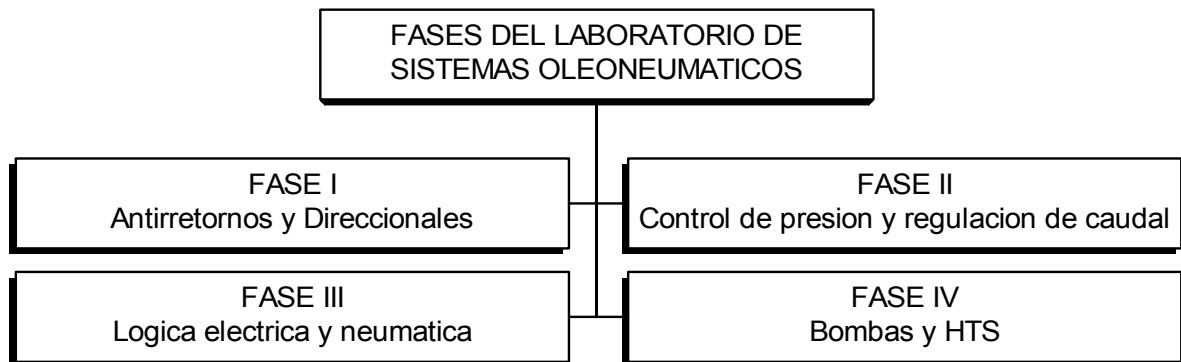 FASES DEL LABORATORIO DE
SISTEMAS OLEONEUMATICOS
FASE I
Antirretornos y Direccionales
FASE II
Control de presion y regulacion de caudal
FASE III
Logica electrica y neumatica
FASE IV
Bombas y HTS